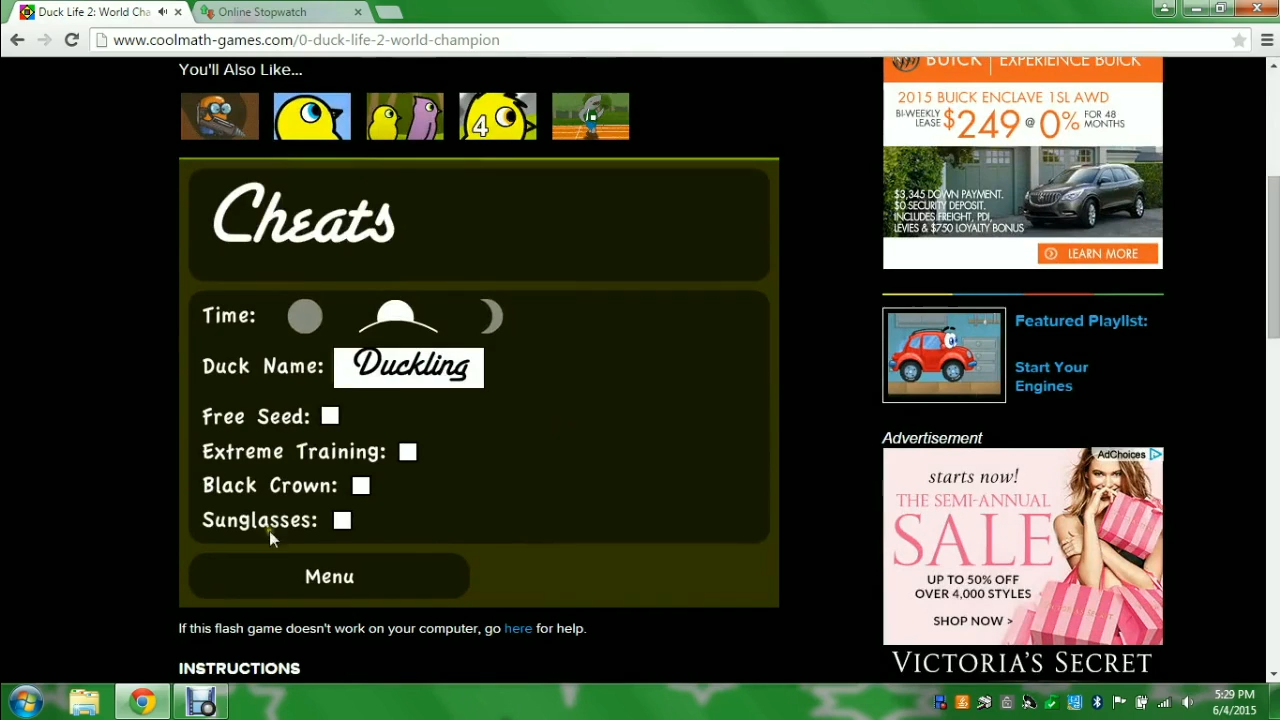 Duck Life 2: World Cha
Online Stopwatch
www.coolmath-games.com/0-duck-life-2-world-champion
You'll Also Like...
4
Cheats
Time:
Duck Name: Duckling
Free Seed:
Extreme Training:
Black Crown:
Sunglasses:
Menu
If this flash game doesn't work on your computer, go here for help.
INSTRUCTIONS
BUICK | EXPERIENCE BUICK
2015 BUICK ENCLAVE 1SL AWD
BI-WEEKLY LEASE $249 @ 0% FOR 48 MONTHS
$3,345 DOWN PAYMENT.
$0 SECURITY DEPOSIT.
INCLUDES FREIGHT, PDI,
LEVIES & $750 LOYALTY BONUS
LEARN MORE
Featured Playlist:
Start Your
Engines
Advertisement
AdChoices
starts now!
THE SEMI-ANNUAL
SALE
UP TO 50% OFF
OVER 4,000 STYLES
SHOP NOW >
VICTORIA'S SECRET
5:29 PM
6/4/2015